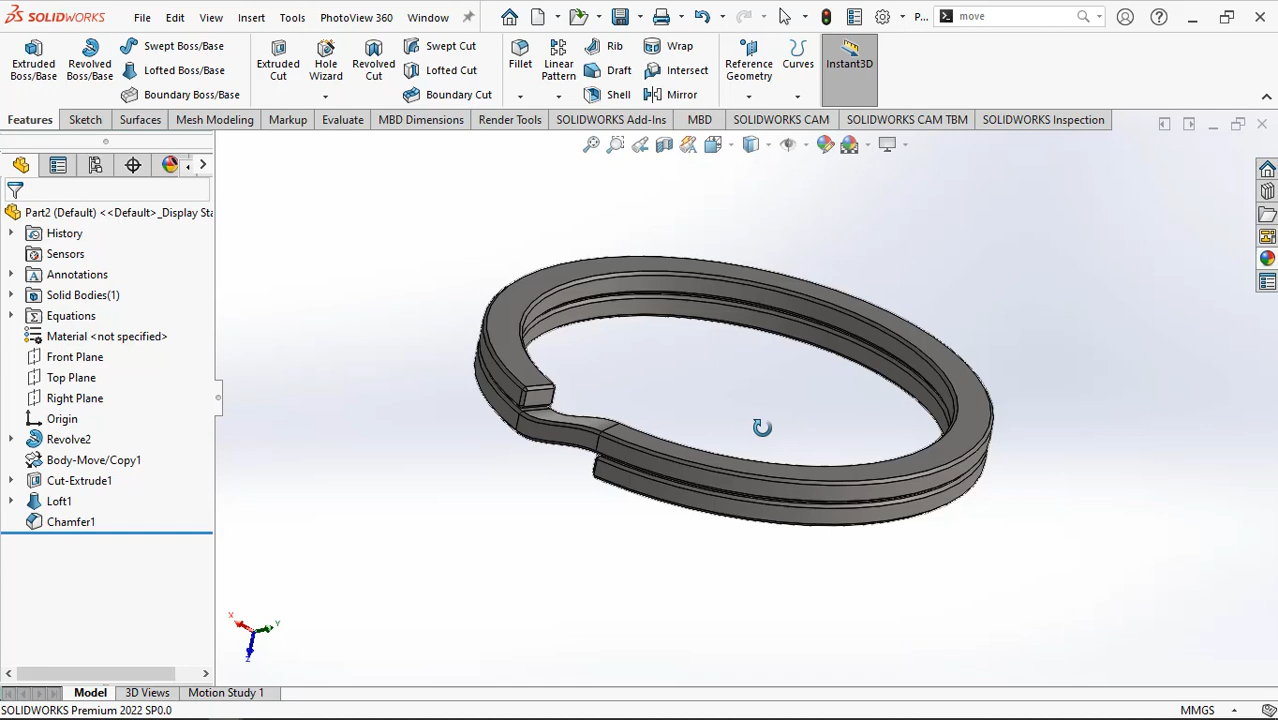 SOLIDWORKS File Edit View Insert Tools PhotoView 360 Window P... move
Extruded Boss/Base
Revolved Boss/Base
Swept Boss/Base
Lofted Boss/Base
Boundary Boss/Base
Extruded Cut
Hole Wizard
Revolved Cut
Swept Cut
Lofted Cut
Boundary Cut
Fillet
Linear Pattern
Rib
Draft
Shell
Wrap
Intersect
Mirror
Reference Geometry
Curves
Instant3D
Features Sketch Surfaces Mesh Modeling Markup Evaluate MBD Dimensions Render Tools SOLIDWORKS Add-Ins MBD SOLIDWORKS CAM SOLIDWORKS CAM TBM SOLIDWORKS Inspection
Part2 (Default) <<Default>_Display Sta
History
Sensors
Annotations
Solid Bodies(1)
Equations
Material <not specified>
Front Plane
Top Plane
Right Plane
Origin
Revolve2
Body-Move/Copy1
Cut-Extrude1
Loft1
Chamfer1
X Y
Z
Model 3D Views Motion Study 1
SOLIDWORKS Premium 2022 SP0.0 MMGS